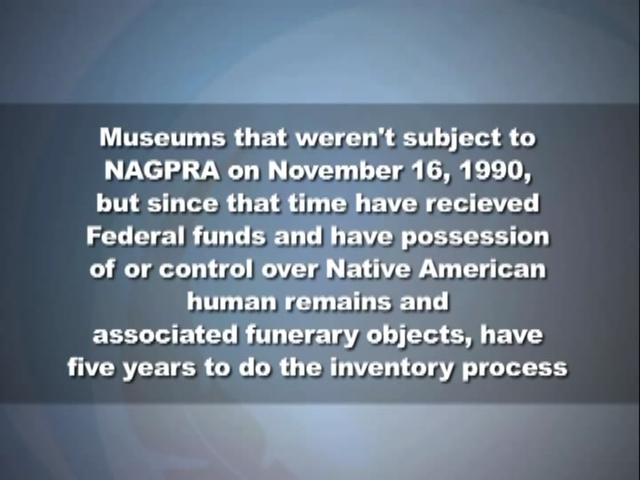 Museums that weren't subject to
NAGPRA on November 16, 1990,
but since that time have recieved
Federal funds and have possession
of or control over Native American
human remains and
associated funerary objects, have
five years to do the inventory process